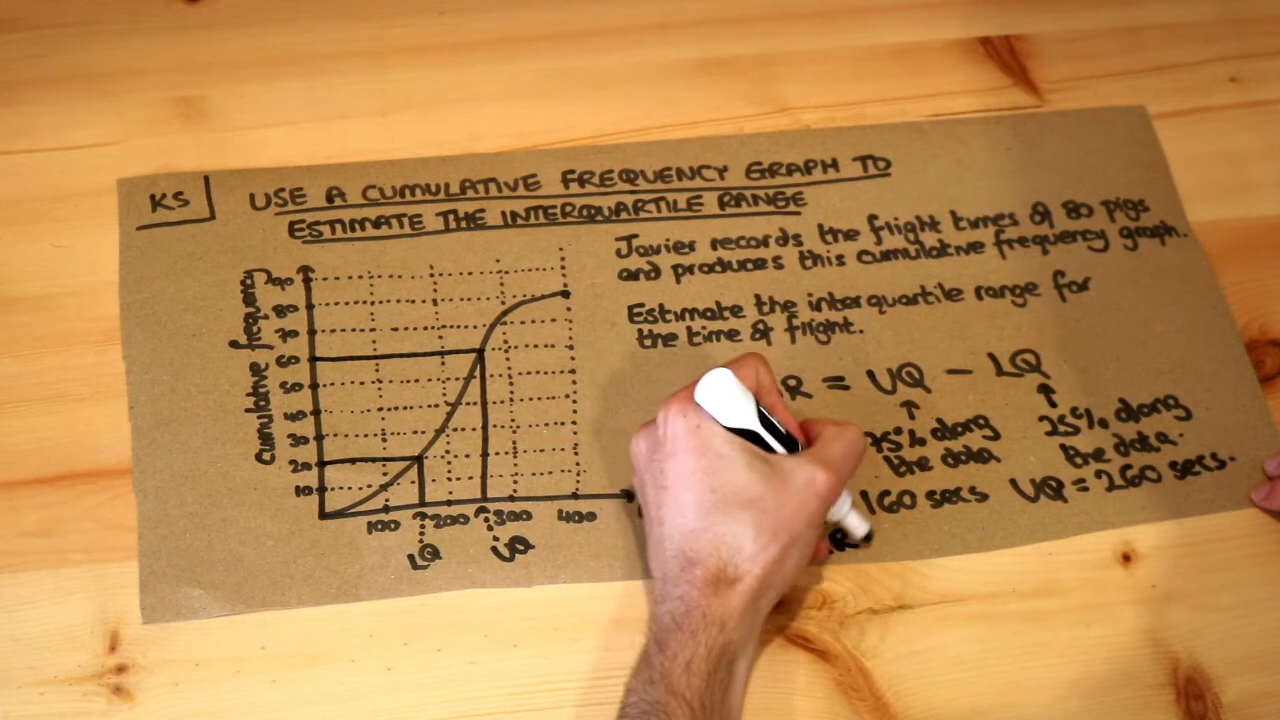 KS
USE A CUMULATIVE FREQUENCY GRAPH TO
ESTIMATE THE INTERQUARTILE RANGE
Javier records the flight times of 80 pigs
and produces this cumulative frequency graph.
Estimate the interquartile range for
the time of flight.
R = UQ - LQ
75% along
the data
25% along
the data.
160 secs UQ = 260 secs.
Cumulative frequency
90
80
70
60
50
40
30
20
10
100 200 300 400
LQ UQ